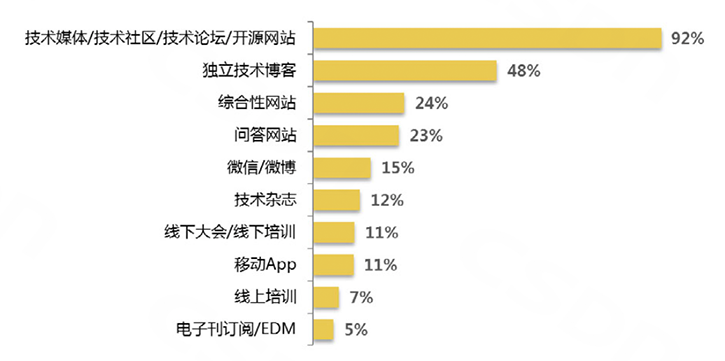 技术媒体/技术社区/技术论坛/开源网站 92%
独立技术博客 48%
综合性网站 24%
问答网站 23%
微信/微博 15%
技术杂志 12%
线下大会/线下培训 11%
移动App 11%
线上培训 7%
电子刊订阅/EDM 5%